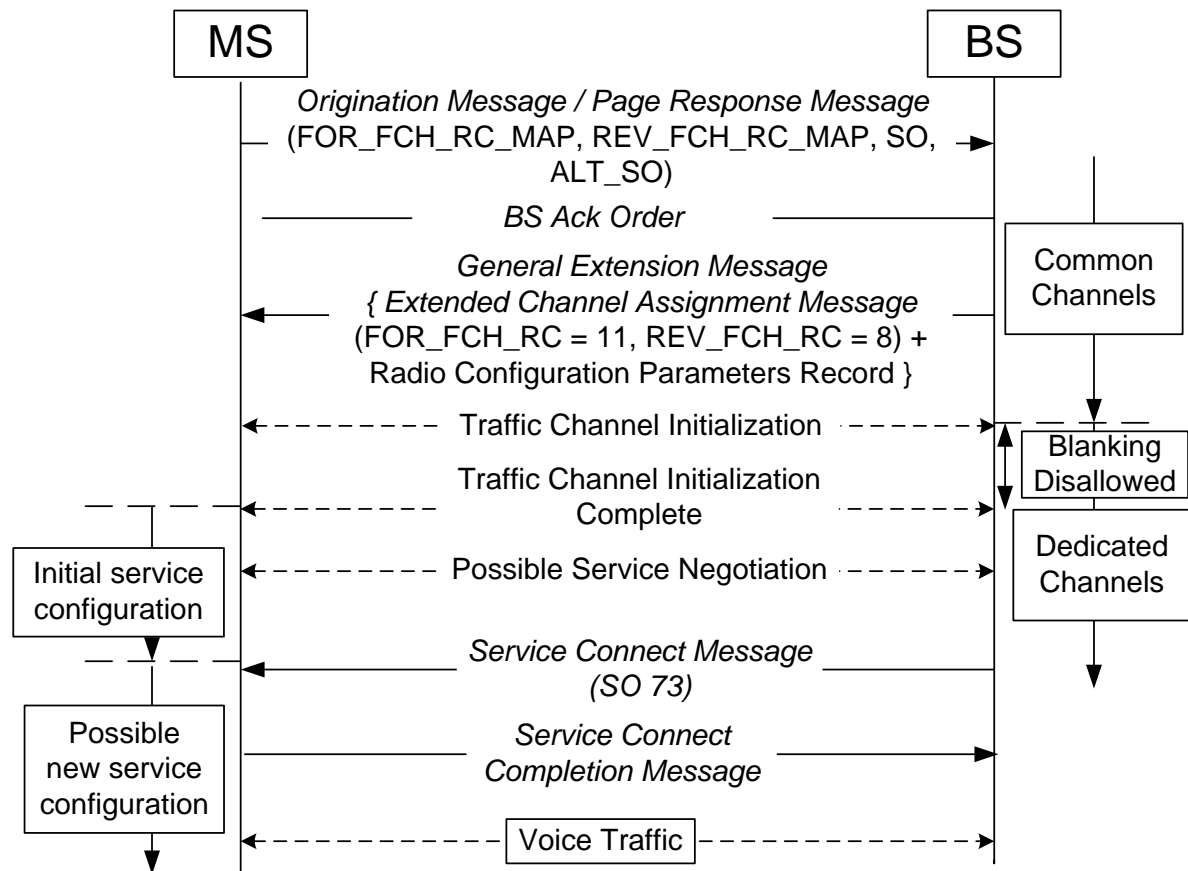 MS
BS
Origination Message / Page Response Message
(FOR_FCH_RC_MAP, REV_FCH_RC_MAP, SO,
ALT_SO)
BS Ack Order
General Extension Message
{ Extended Channel Assignment Message
(FOR_FCH_RC = 11, REV_FCH_RC = 8) +
Radio Configuration Parameters Record }
Common
Channels
Traffic Channel Initialization
Blanking
Disallowed
Traffic Channel Initialization
Complete
Dedicated
Channels
Initial service
configuration
Possible Service Negotiation
Service Connect Message
(SO 73)
Possible
new service
configuration
Service Connect
Completion Message
Voice Traffic